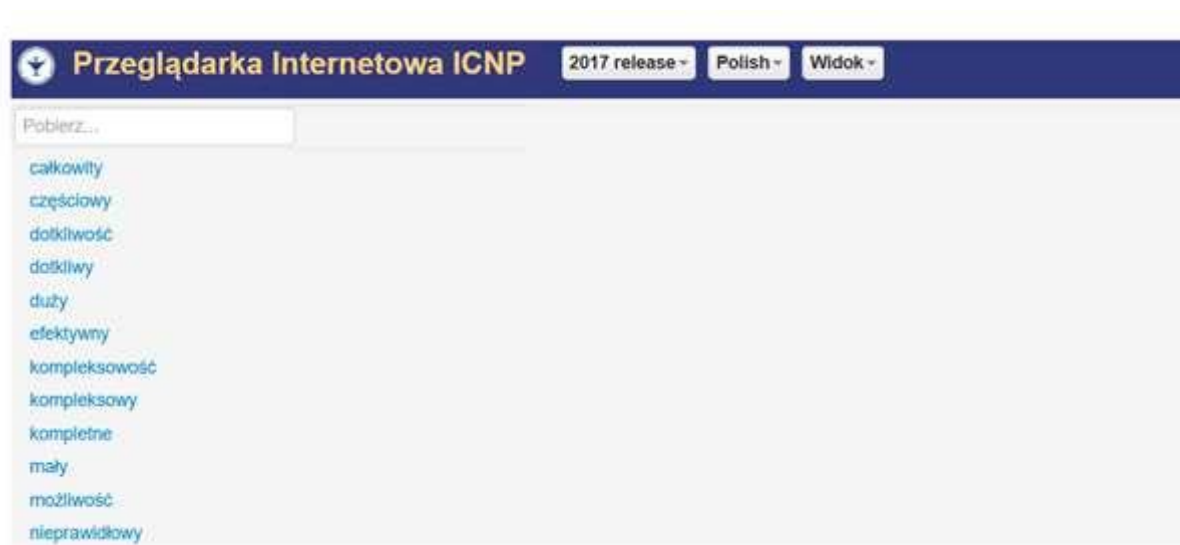 Przeglądarka Internetowa ICNP 2017 release Polish Widok
Pobierz...
całkowity
częściowy
dotkliwość
dotkliwy
duży
efektywny
kompleksowość
kompleksowy
kompletne
mały
możliwość
nieprawidłowy